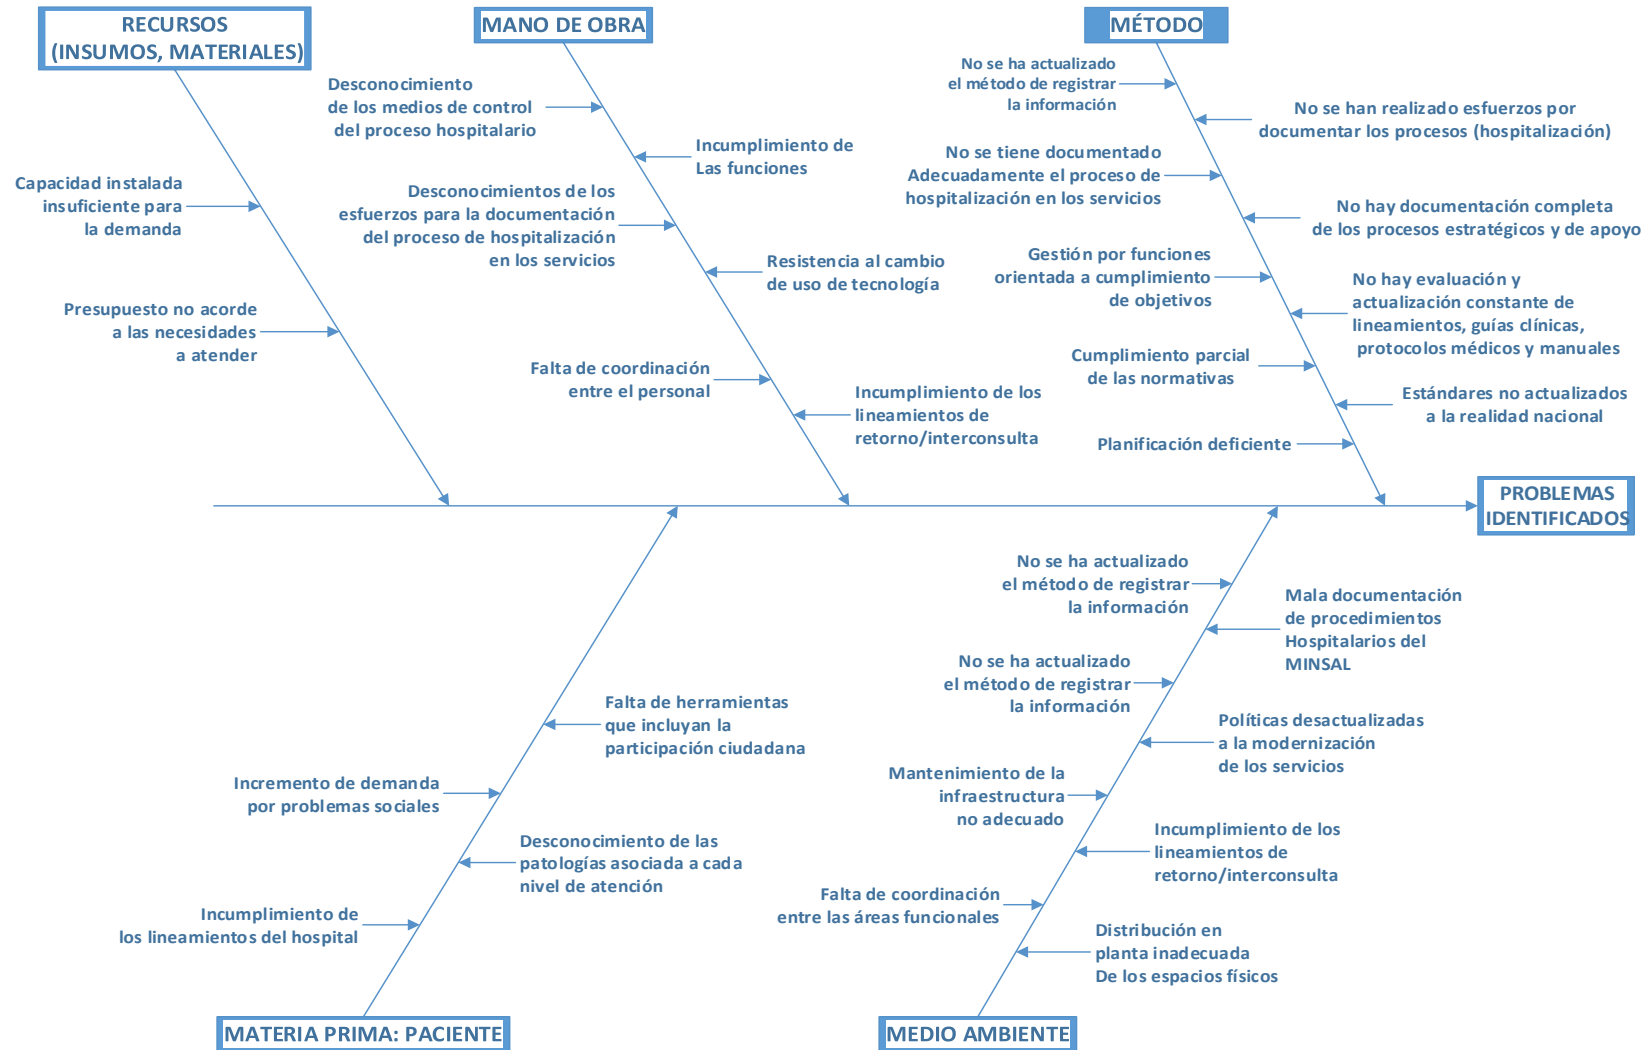 RECURSOS
(INSUMOS, MATERIALES)
MANO DE OBRA
MÉTODO
Capacidad instalada
insuficiente para
la demanda
Presupuesto no acorde
a las necesidades
a atender
Desconocimiento
de los medios de control
del proceso hospitalario
Incumplimiento de
Las funciones
Desconocimientos de los
esfuerzos para la documentación
del proceso de hospitalización
en los servicios
Resistencia al cambio
de uso de tecnología
Falta de coordinación
entre el personal
Incumplimiento de los
lineamientos de
retorno/interconsulta
No se ha actualizado
el método de registrar
la información
No se han realizado esfuerzos por
documentar los procesos (hospitalización)
No se tiene documentado
Adecuadamente el proceso de
hospitalización en los servicios
No hay documentación completa
de los procesos estratégicos y de apoyo
Gestión por funciones
orientada a cumplimiento
de objetivos
No hay evaluación y
actualización constante de
lineamientos, guías clínicas,
protocolos médicos y manuales
Cumplimiento parcial
de las normativas
Estándares no actualizados
a la realidad nacional
Planificación deficiente
PROBLEMAS
IDENTIFICADOS
Falta de herramientas
que incluyan la
participación ciudadana
Incremento de demanda
por problemas sociales
Desconocimiento de las
patologías asociada a cada
nivel de atención
Incumplimiento de
los lineamientos del hospital
No se ha actualizado
el método de registrar
la información
Mala documentación
de procedimientos
Hospitalarios del
MINSAL
No se ha actualizado
el método de registrar
la información
Políticas desactualizadas
a la modernización
de los servicios
Mantenimiento de la
infraestructura
no adecuado
Incumplimiento de los
lineamientos de
retorno/interconsulta
Falta de coordinación
entre las áreas funcionales
Distribución en
planta inadecuada
De los espacios físicos
MATERIA PRIMA: PACIENTE
MEDIO AMBIENTE